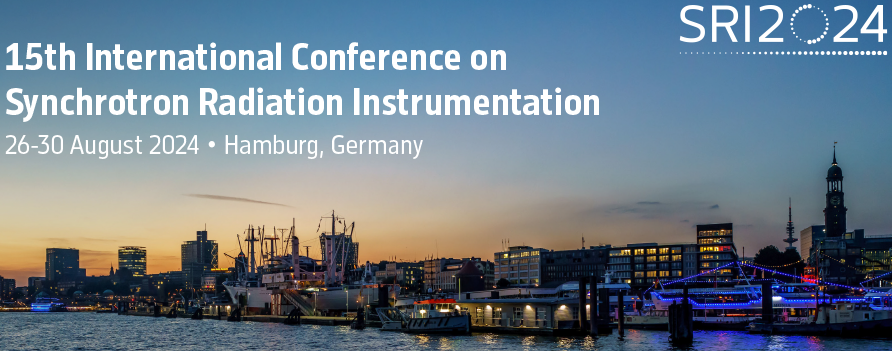 SRI2024
15th International Conference on
Synchrotron Radiation Instrumentation
26-30 August 2024 • Hamburg, Germany